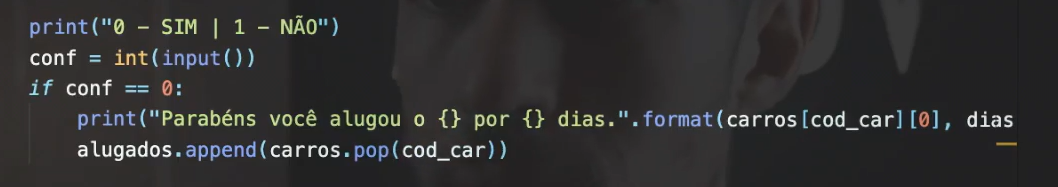 print("0 - SIM | 1 - NÃO")
conf = int(input())
if conf == 0:
    print("Parabéns você alugou o {} por {} dias.".format(carros[cod_car][0], dias
    alugados.append(carros.pop(cod_car))